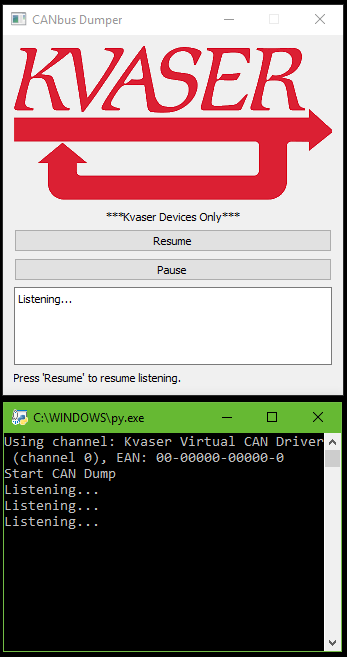 CANbus Dumper
KVASER
***Kvaser Devices Only***
Resume
Pause
Listening...
Press 'Resume' to resume listening.
C:\WINDOWS\py.exe
Using channel: Kvaser Virtual CAN Driver
(channel 0), EAN: 00-00000-00000-0
Start CAN Dump
Listening...
Listening...
Listening...